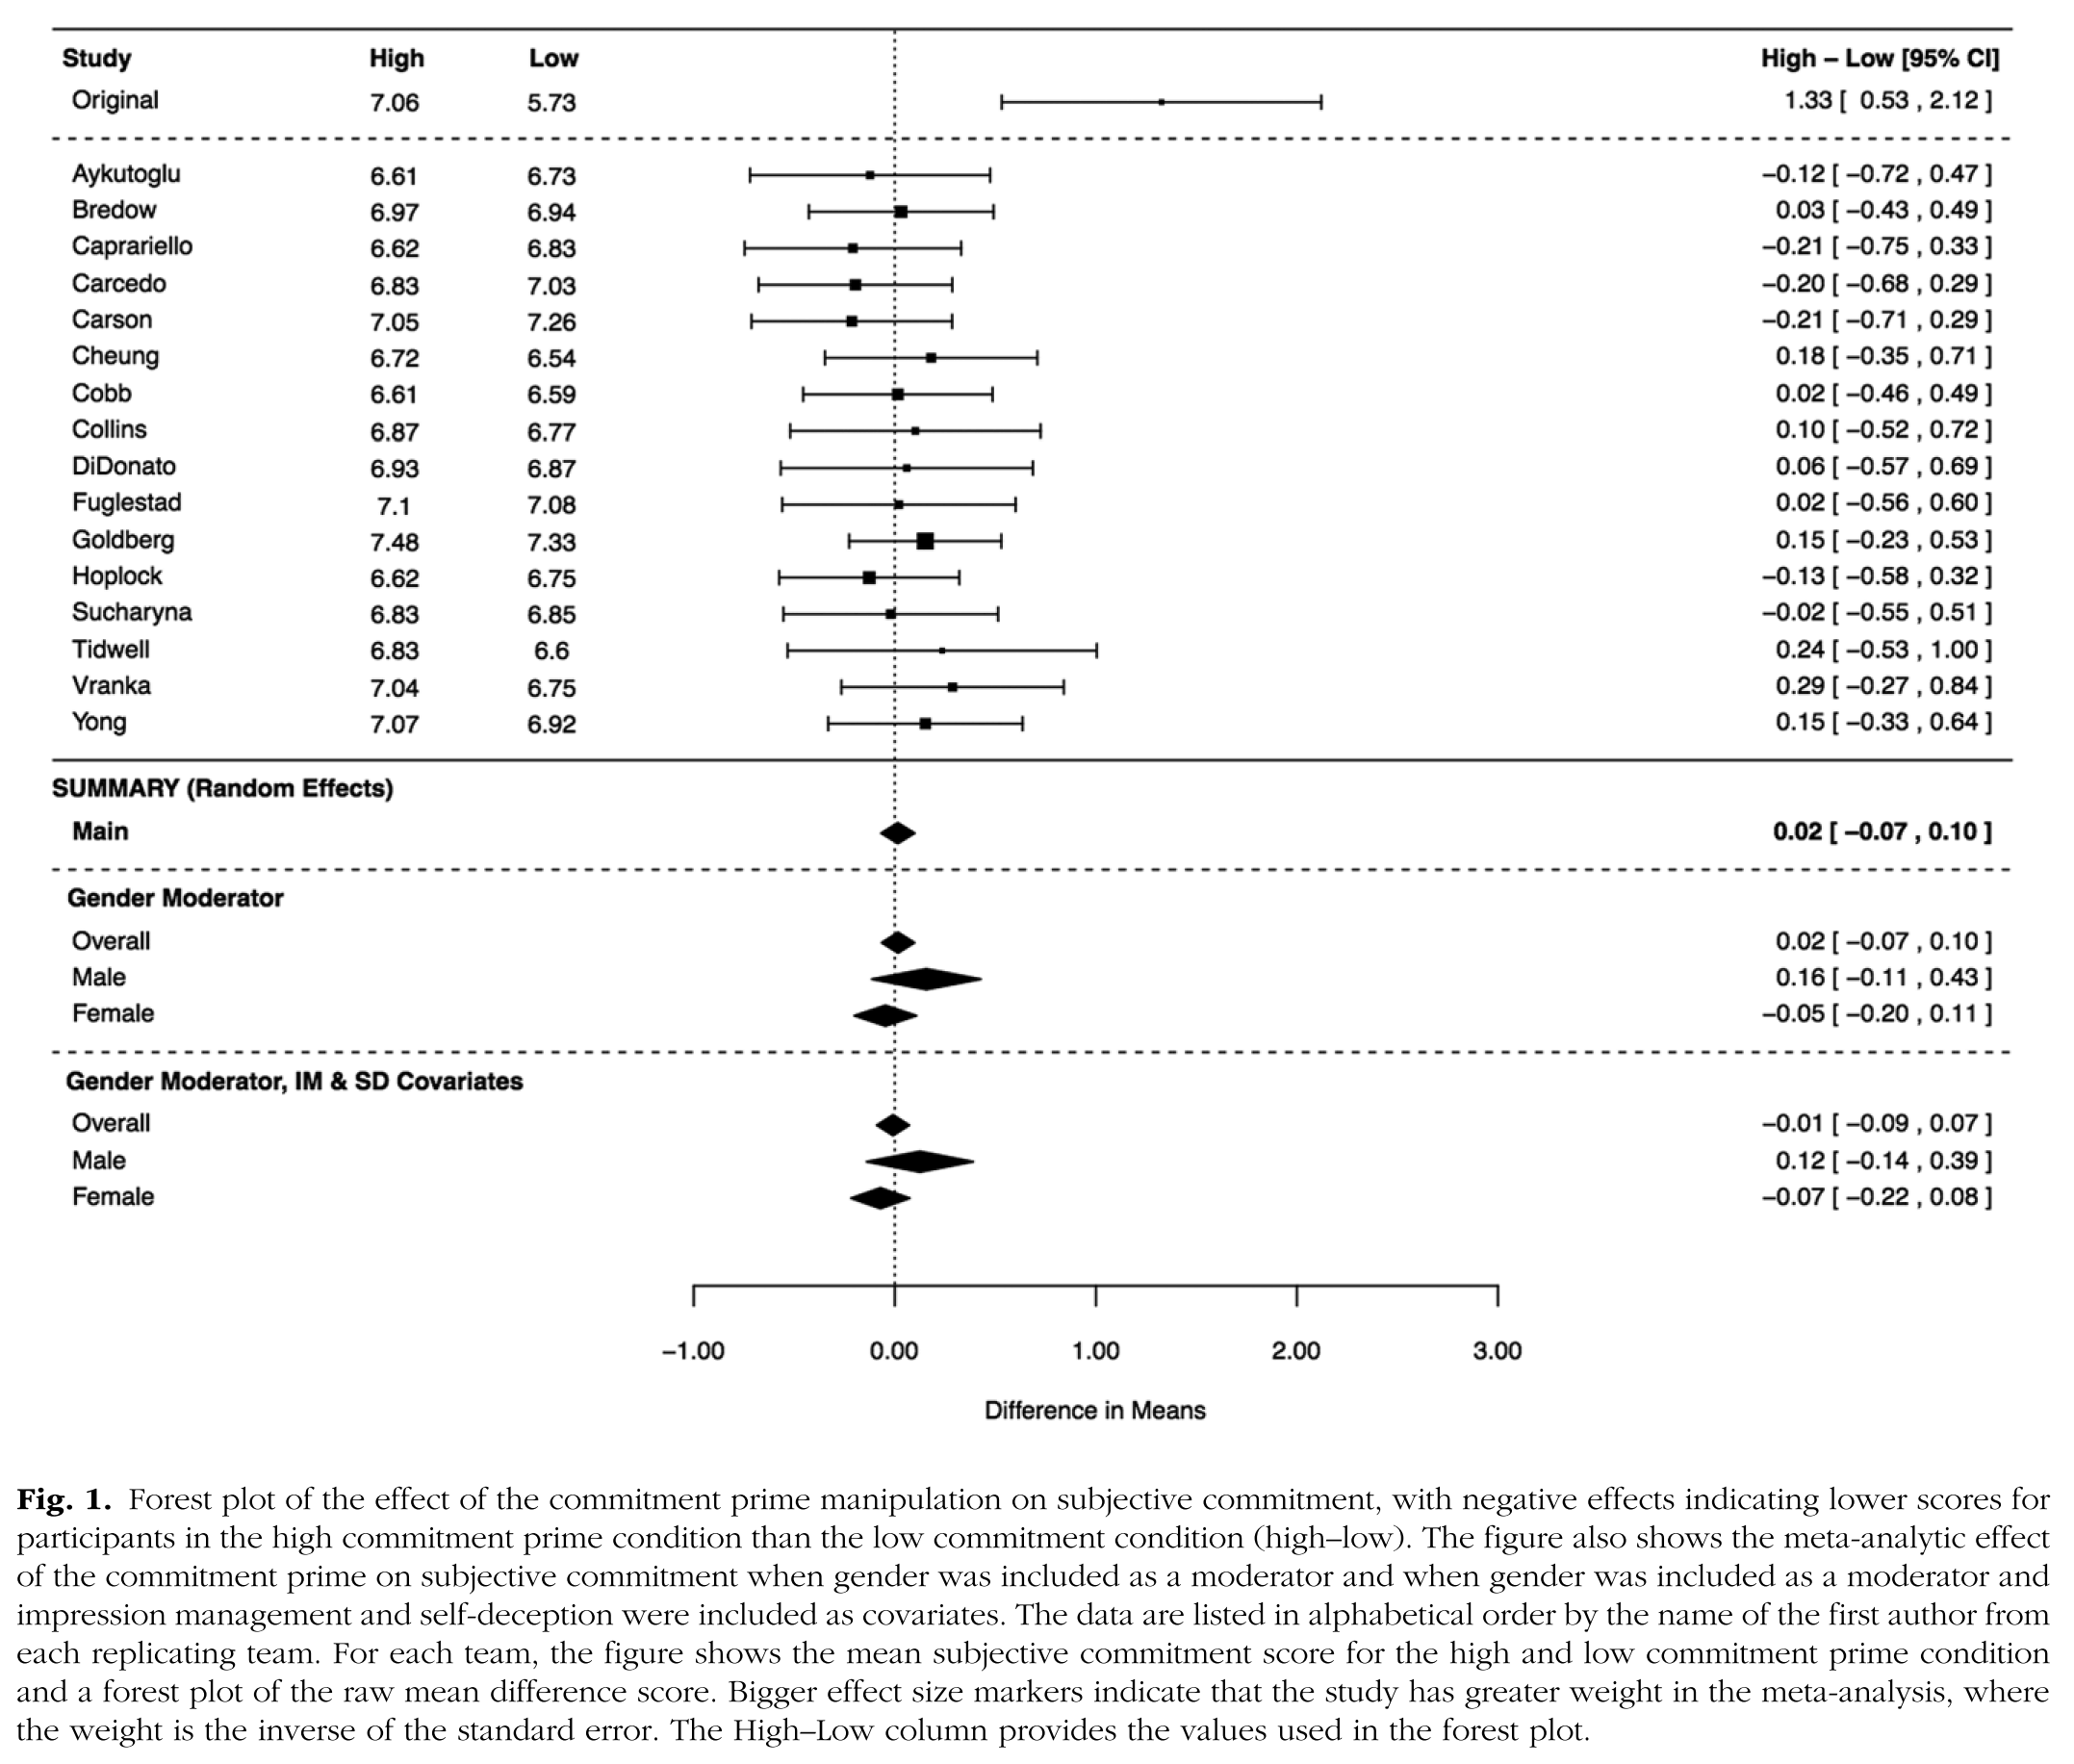 Study High Low High – Low [95% CI]
Original 7.06 5.73 1.33 [ 0.53 , 2.12 ]
Aykutoglu 6.61 6.73 −0.12 [ −0.72 , 0.47 ]
Bredow 6.97 6.94 0.03 [ −0.43 , 0.49 ]
Caprariello 6.62 6.83 −0.21 [ −0.75 , 0.33 ]
Carcedo 6.83 7.03 −0.20 [ −0.68 , 0.29 ]
Carson 7.05 7.26 −0.21 [ −0.71 , 0.29 ]
Cheung 6.72 6.54 0.18 [ −0.35 , 0.71 ]
Cobb 6.61 6.59 0.02 [ −0.46 , 0.49 ]
Collins 6.87 6.77 0.10 [ −0.52 , 0.72 ]
DiDonato 6.93 6.87 0.06 [ −0.57 , 0.69 ]
Fuglestad 7.1 7.08 0.02 [ −0.56 , 0.60 ]
Goldberg 7.48 7.33 0.15 [ −0.23 , 0.53 ]
Hoplock 6.62 6.75 −0.13 [ −0.58 , 0.32 ]
Sucharyna 6.83 6.85 −0.02 [ −0.55 , 0.51 ]
Tidwell 6.83 6.6 0.24 [ −0.53 , 1.00 ]
Vranka 7.04 6.75 0.29 [ −0.27 , 0.84 ]
Yong 7.07 6.92 0.15 [ −0.33 , 0.64 ]
SUMMARY (Random Effects)
Main 0.02 [ −0.07 , 0.10 ]
Gender Moderator
Overall 0.02 [ −0.07 , 0.10 ]
Male 0.16 [ −0.11 , 0.43 ]
Female −0.05 [ −0.20 , 0.11 ]
Gender Moderator, IM & SD Covariates
Overall −0.01 [ −0.09 , 0.07 ]
Male 0.12 [ −0.14 , 0.39 ]
Female −0.07 [ −0.22 , 0.08 ]
−1.00 0.00 1.00 2.00 3.00
Difference in Means
Fig. 1. Forest plot of the effect of the commitment prime manipulation on subjective commitment, with negative effects indicating lower scores for
participants in the high commitment prime condition than the low commitment condition (high–low). The figure also shows the meta-analytic effect
of the commitment prime on subjective commitment when gender was included as a moderator and when gender was included as a moderator and
impression management and self-deception were included as covariates. The data are listed in alphabetical order by the name of the first author from
each replicating team. For each team, the figure shows the mean subjective commitment score for the high and low commitment prime condition
and a forest plot of the raw mean difference score. Bigger effect size markers indicate that the study has greater weight in the meta-analysis, where
the weight is the inverse of the standard error. The High–Low column provides the values used in the forest plot.